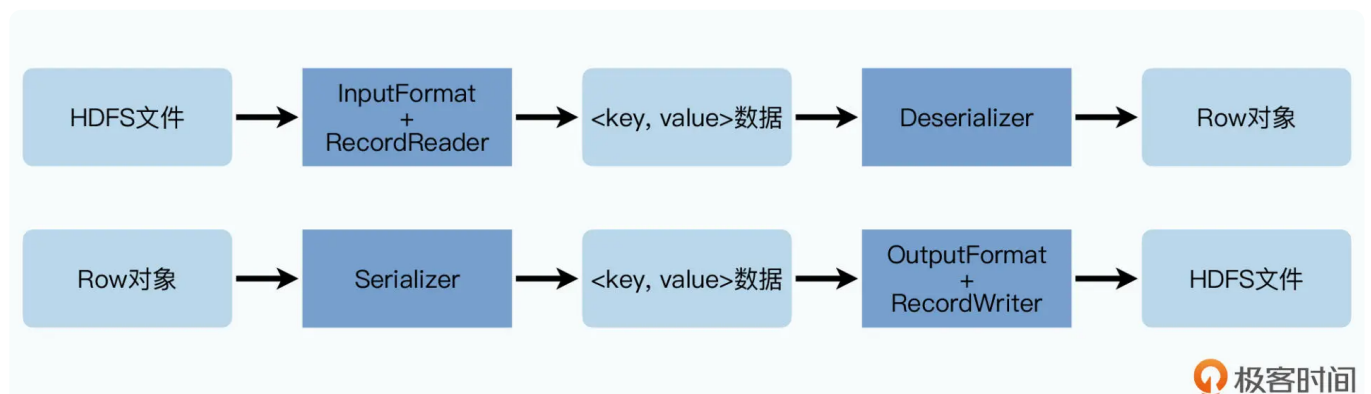 HDFS文件
InputFormat
+
RecordReader
<key, value>数据
Deserializer
Row对象
Row对象
Serializer
<key, value>数据
OutputFormat
+
RecordWriter
HDFS文件
极客时间